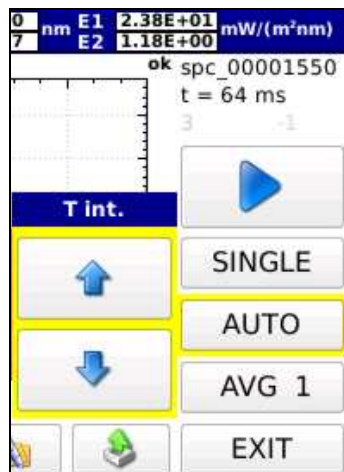 0 nm E1 2.38E+01 mW/(m²nm)
7 E2 1.18E+00
ok spc_00001550
t = 64 ms
3 -1
T int.
SINGLE
AUTO
AVG 1
EXIT